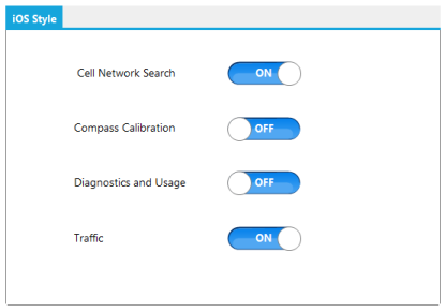 iOS Style
Cell Network Search ON
Compass Calibration OFF
Diagnostics and Usage OFF
Traffic ON